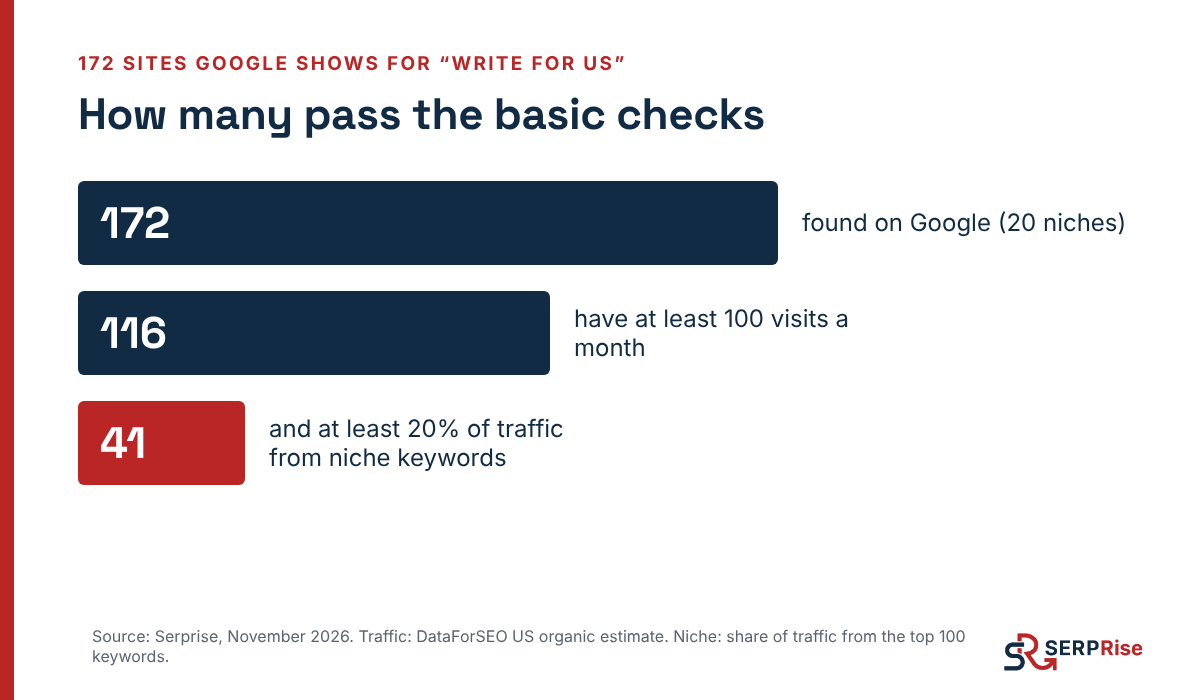 172 SITES GOOGLE SHOWS FOR “WRITE FOR US”
How many pass the basic checks
172
found on Google (20 niches)
116
have at least 100 visits a
month
41
and at least 20% of traffic
from niche keywords
Source: Serprise, November 2026. Traffic: DataForSEO US organic estimate. Niche: share of traffic from the top 100
keywords.
SR SERPRise